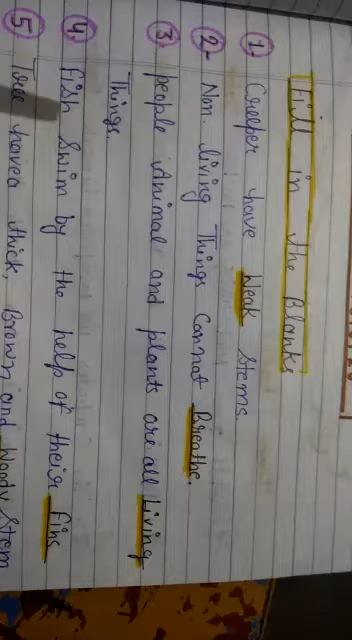 Fill in the Blanks
1. Creeper have Weak Stems.
2. Non. living Things Cannot Breathe.
3 people Animal and plants are all Living
Things.
4. Fish Swim by the help of their Fins
5 Tree haves thick, Brown and Woody Stem